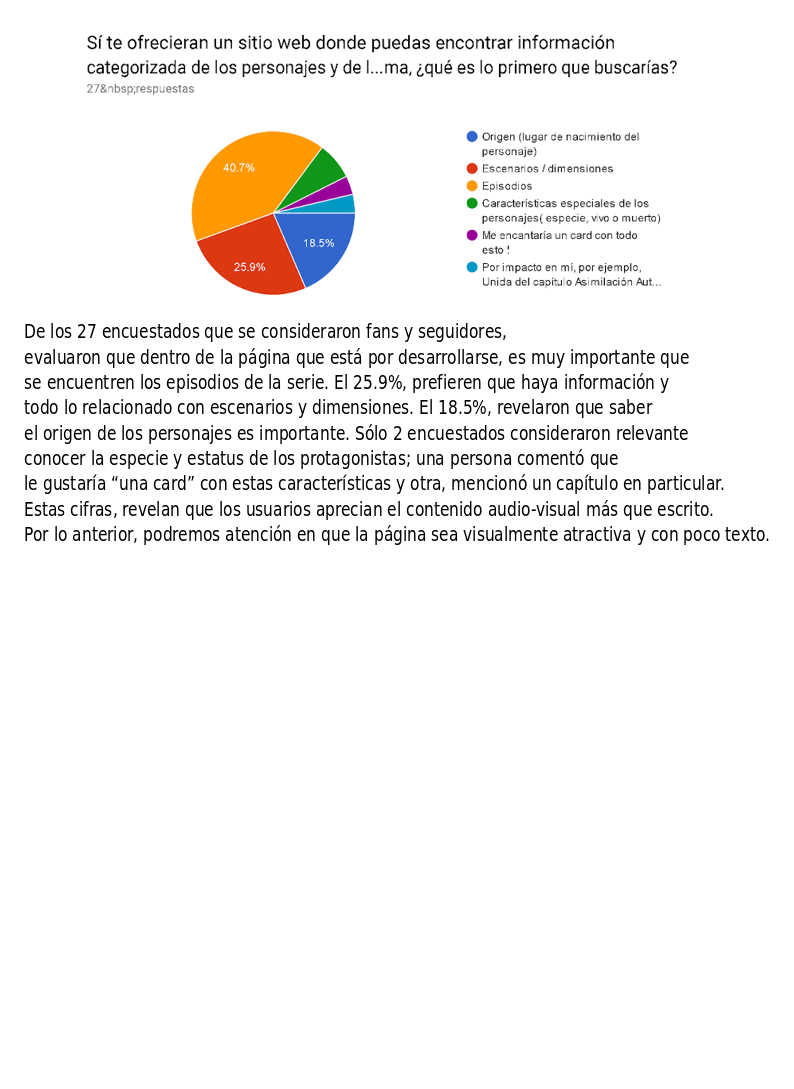 Sí te ofrecieran un sitio web donde puedas encontrar información
categorizada de los personajes y de l...ma, ¿qué es lo primero que buscarías?
27&nbsp;respuestas
40.7%
18.5%
25.9%
Origen (lugar de nacimiento del
personaje)
Escenarios / dimensiones
Episodios
Características especiales de los
personajes( especie, vivo o muerto)
Me encantaría un card con todo
esto !
Por impacto en mí, por ejemplo,
Unida del capítulo Asimilación Aut...
De los 27 encuestados que se consideraron fans y seguidores,
evaluaron que dentro de la página que está por desarrollarse, es muy importante que
se encuentren los episodios de la serie. El 25.9%, prefieren que haya información y
todo lo relacionado con escenarios y dimensiones. El 18.5%, revelaron que saber
el origen de los personajes es importante. Sólo 2 encuestados consideraron relevante
conocer la especie y estatus de los protagonistas; una persona comentó que
le gustaría “una card” con estas características y otra, mencionó un capítulo en particular.
Estas cifras, revelan que los usuarios aprecian el contenido audio-visual más que escrito.
Por lo anterior, podremos atención en que la página sea visualmente atractiva y con poco texto.